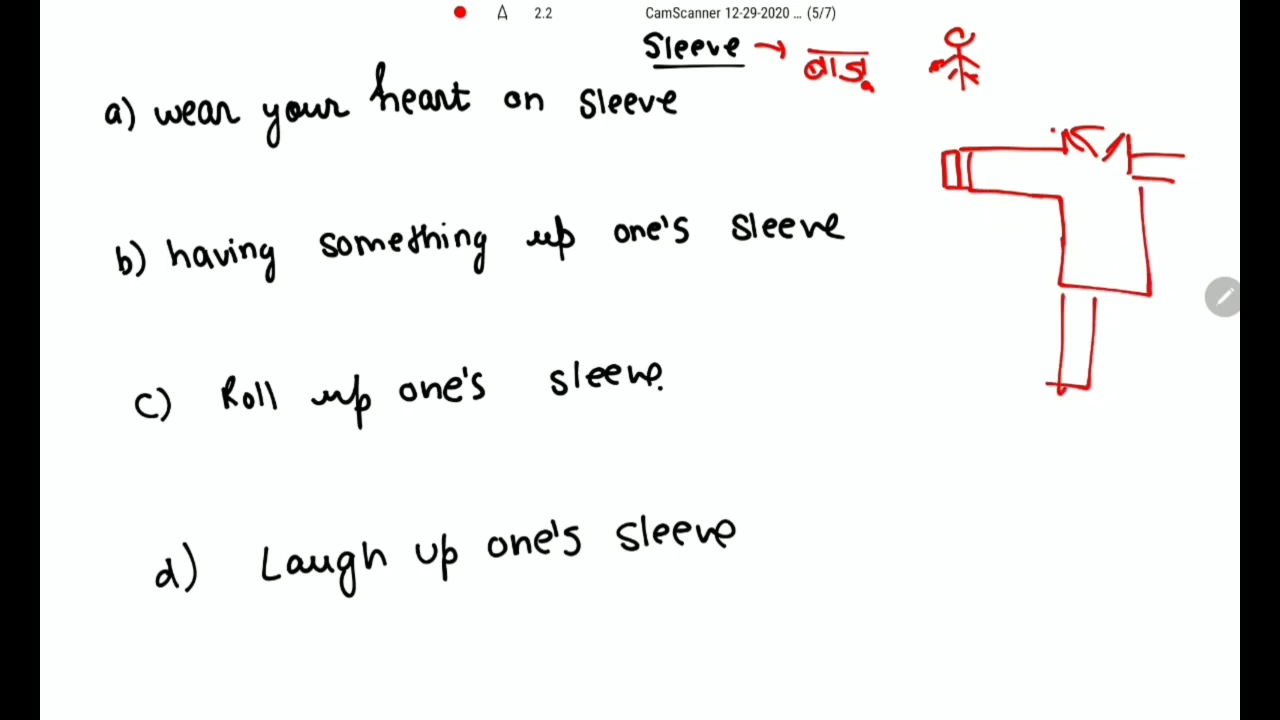 A 2.2 CamScanner 12-29-2020 ... (5/7)
Sleeve → बाजू
a) wear your heart on sleeve
b) having something up one's sleeve
c) Roll up one's sleeve.
d) Laugh up one's sleeve